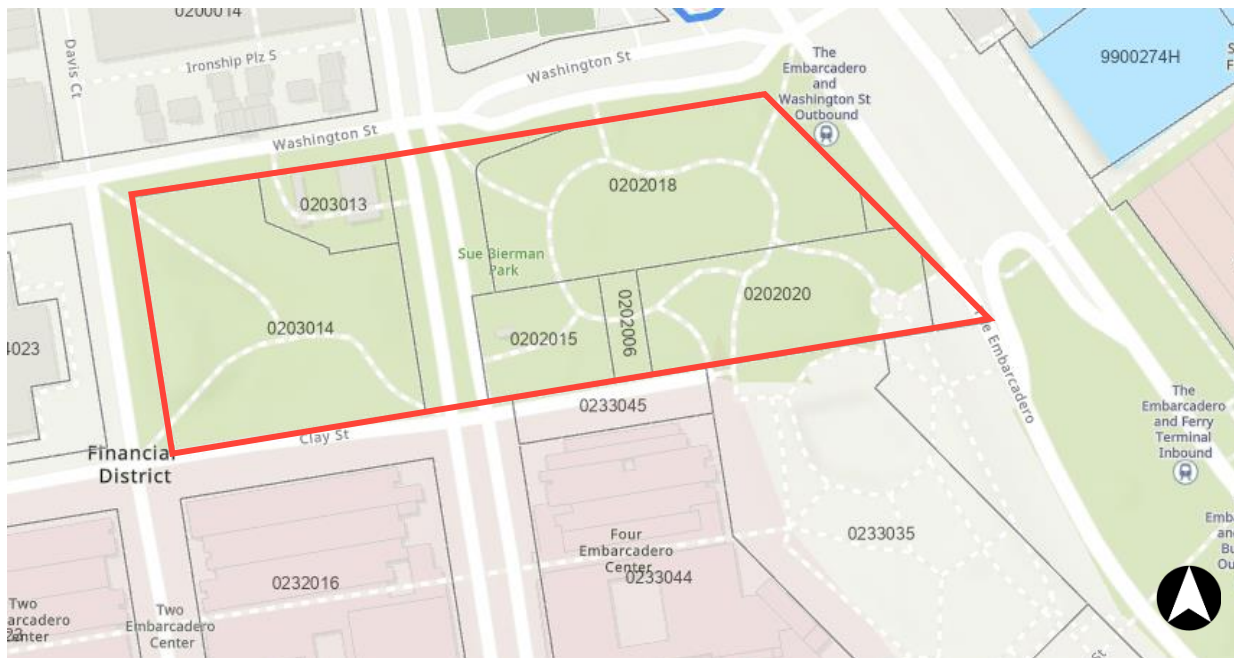 0200014
Davis Ct
Ironship Plz S
Washington St
The
Embarcadero
and
Washington St
Outbound
9900274H
Washington St
0203013
0202018
Sue Bierman
Park
0203014
0202015
0202006
0202020
The Embarcadero
4023
0233045
Clay St
Financial
District
The
Embarcadero
and Ferry
Terminal
Inbound
Four
Embarcadero
Center
0233044
0233035
0232016
Two
Embarcadero
Center
Two
Embarcadero
Center
St